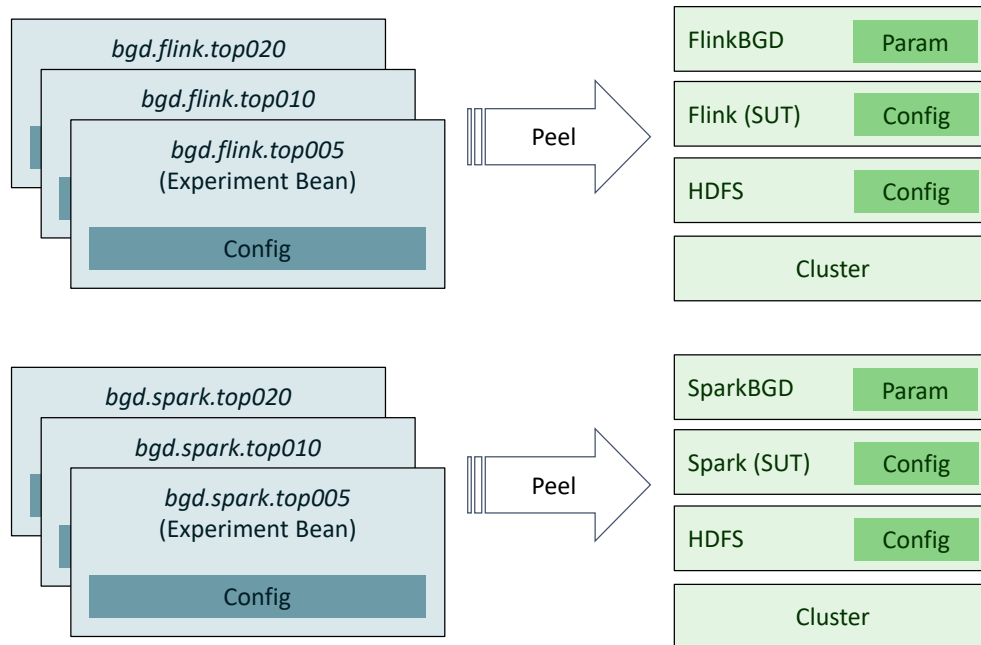 bgd.flink.top020
bgd.flink.top010
bgd.flink.top005
(Experiment Bean)
Config
Peel
FlinkBGD
Param
Flink (SUT)
Config
HDFS
Config
Cluster
bgd.spark.top020
bgd.spark.top010
bgd.spark.top005
(Experiment Bean)
Config
Peel
SparkBGD
Param
Spark (SUT)
Config
HDFS
Config
Cluster